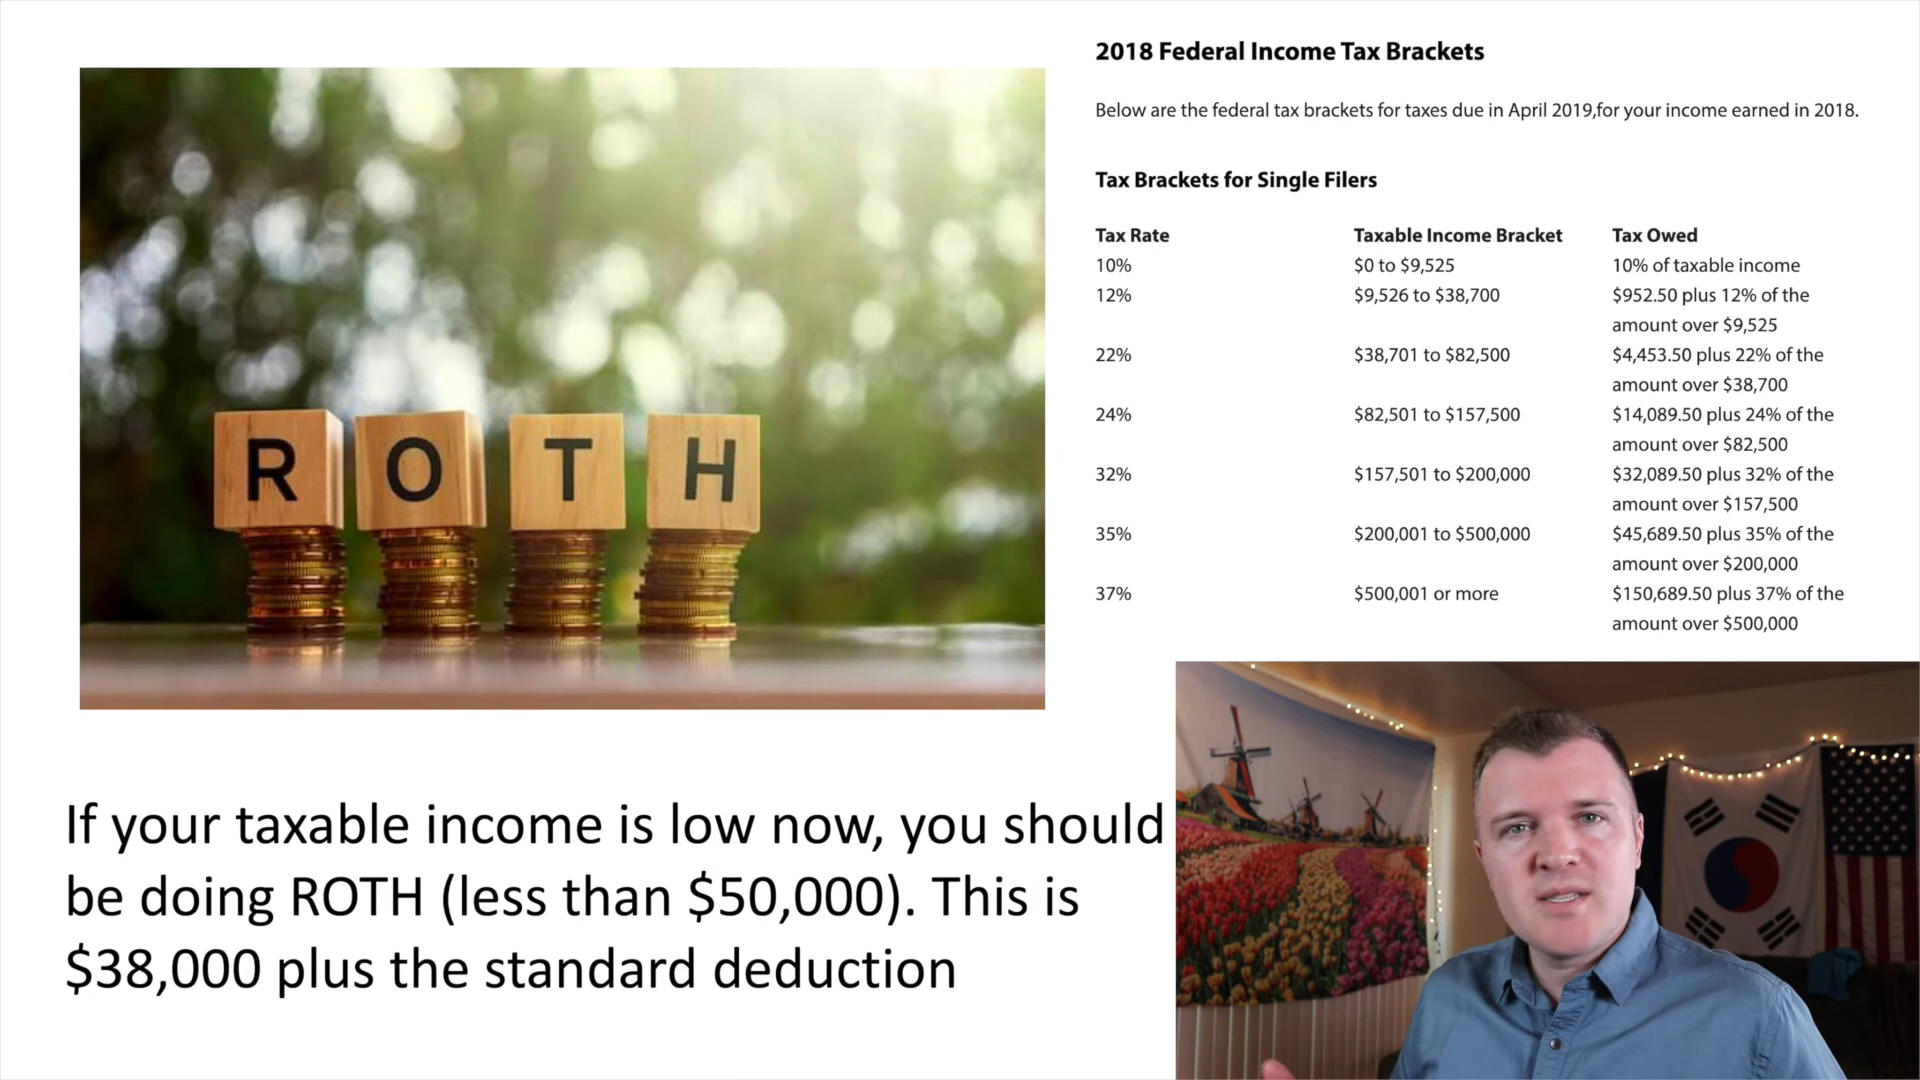 R O T H
2018 Federal Income Tax Brackets
Below are the federal tax brackets for taxes due in April 2019,for your income earned in 2018.
Tax Brackets for Single Filers
Tax Rate Taxable Income Bracket Tax Owed
10% $0 to $9,525 10% of taxable income
12% $9,526 to $38,700 $952.50 plus 12% of the
amount over $9,525
22% $38,701 to $82,500 $4,453.50 plus 22% of the
amount over $38,700
24% $82,501 to $157,500 $14,089.50 plus 24% of the
amount over $82,500
32% $157,501 to $200,000 $32,089.50 plus 32% of the
amount over $157,500
35% $200,001 to $500,000 $45,689.50 plus 35% of the
amount over $200,000
37% $500,001 or more $150,689.50 plus 37% of the
amount over $500,000
If your taxable income is low now, you should
be doing ROTH (less than $50,000). This is
$38,000 plus the standard deduction